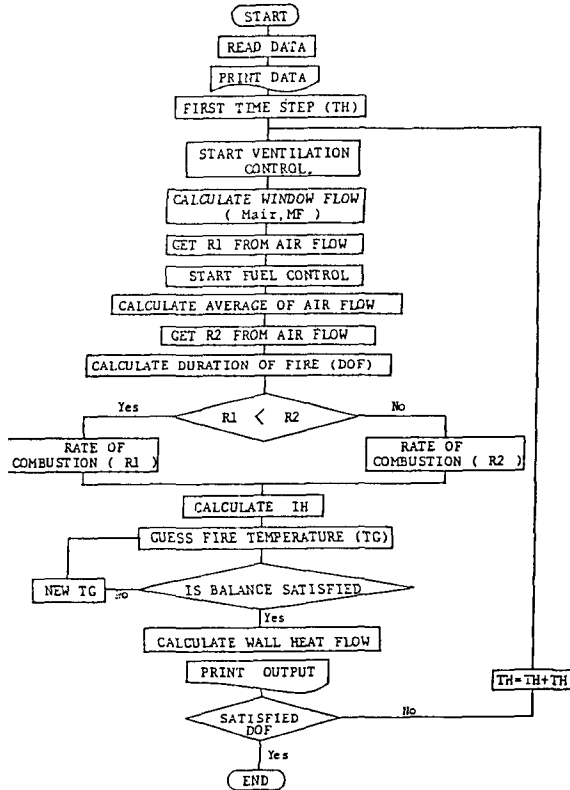 START
READ DATA
PRINT DATA
FIRST TIME STEP (TH)
START VENTILATION
CONTROL.
CALCULATE WINDOW FLOW
( Mair,MF )
GET R1 FROM AIR FLOW
START FUEL CONTROL
CALCULATE AVERAGE OF AIR FLOW
GET R2 FROM AIR FLOW
CALCULATE DURATION OF FIRE (DOF)
Yes
R1 < R2
No
RATE OF
COMBUSTION ( R1 )
RATE OF
COMBUSTION ( R2 )
CALCULATE IH
GUESS FIRE TEMPERATURE (TG)
NEW TG
no
IS BALANCE SATISFIED
Yes
CALCULATE WALL HEAT FLOW
PRINT OUTPUT
TH=TH+TH
SATISFIED
DOF
No
Yes
END